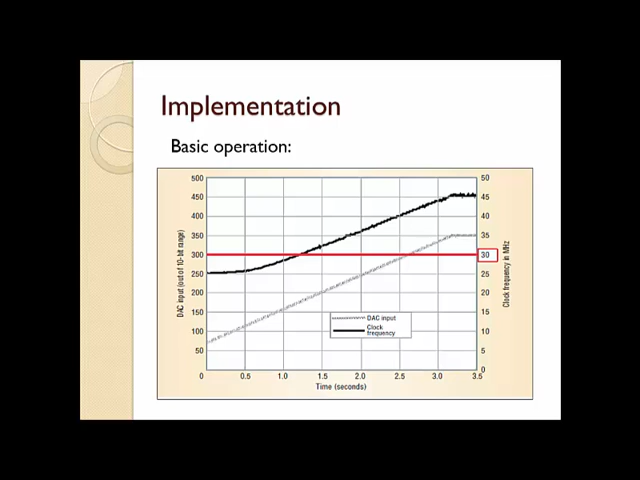 Implementation
Basic operation:
500
450
400
350
300
250
200
150
100
50
DAC input (out of 10-bit range)
50
45
40
35
30
25
20
15
10
5
0
Clock frequency in MHz
DAC input
Clock
frequency
0 0.5 1.0 1.5 2.0 2.5 3.0 3.5
Time (seconds)